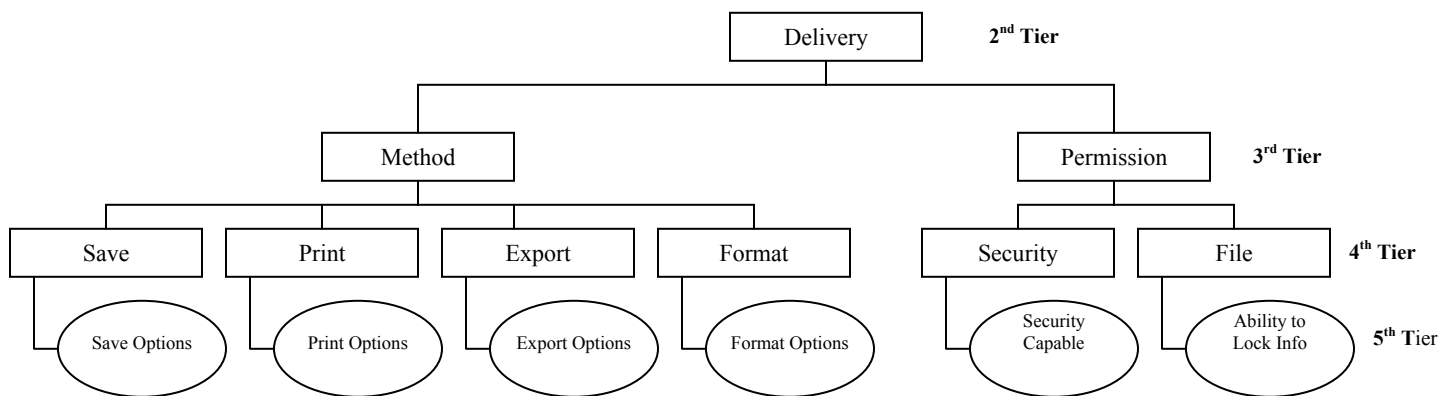 Delivery 2nd Tier
Method Permission 3rd Tier
Save Print Export Format Security File 4th Tier
Save Options Print Options Export Options Format Options Security Capable Ability to Lock Info 5th Tier